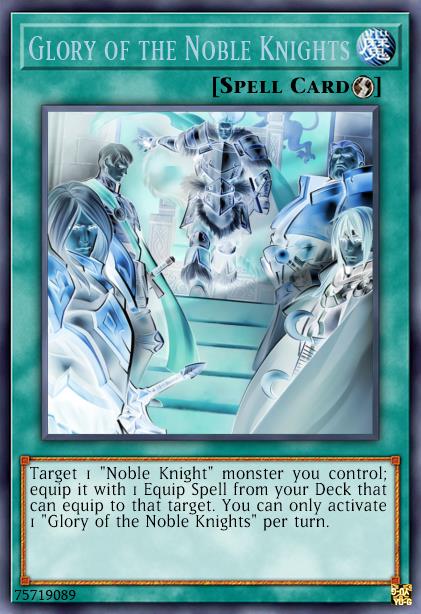 Glory of the Noble Knights 魔
[Spell Card]
Target 1 "Noble Knight" monster you control;
equip it with 1 Equip Spell from your Deck that
can equip to that target. You can only activate
1 "Glory of the Noble Knights" per turn.
75719089